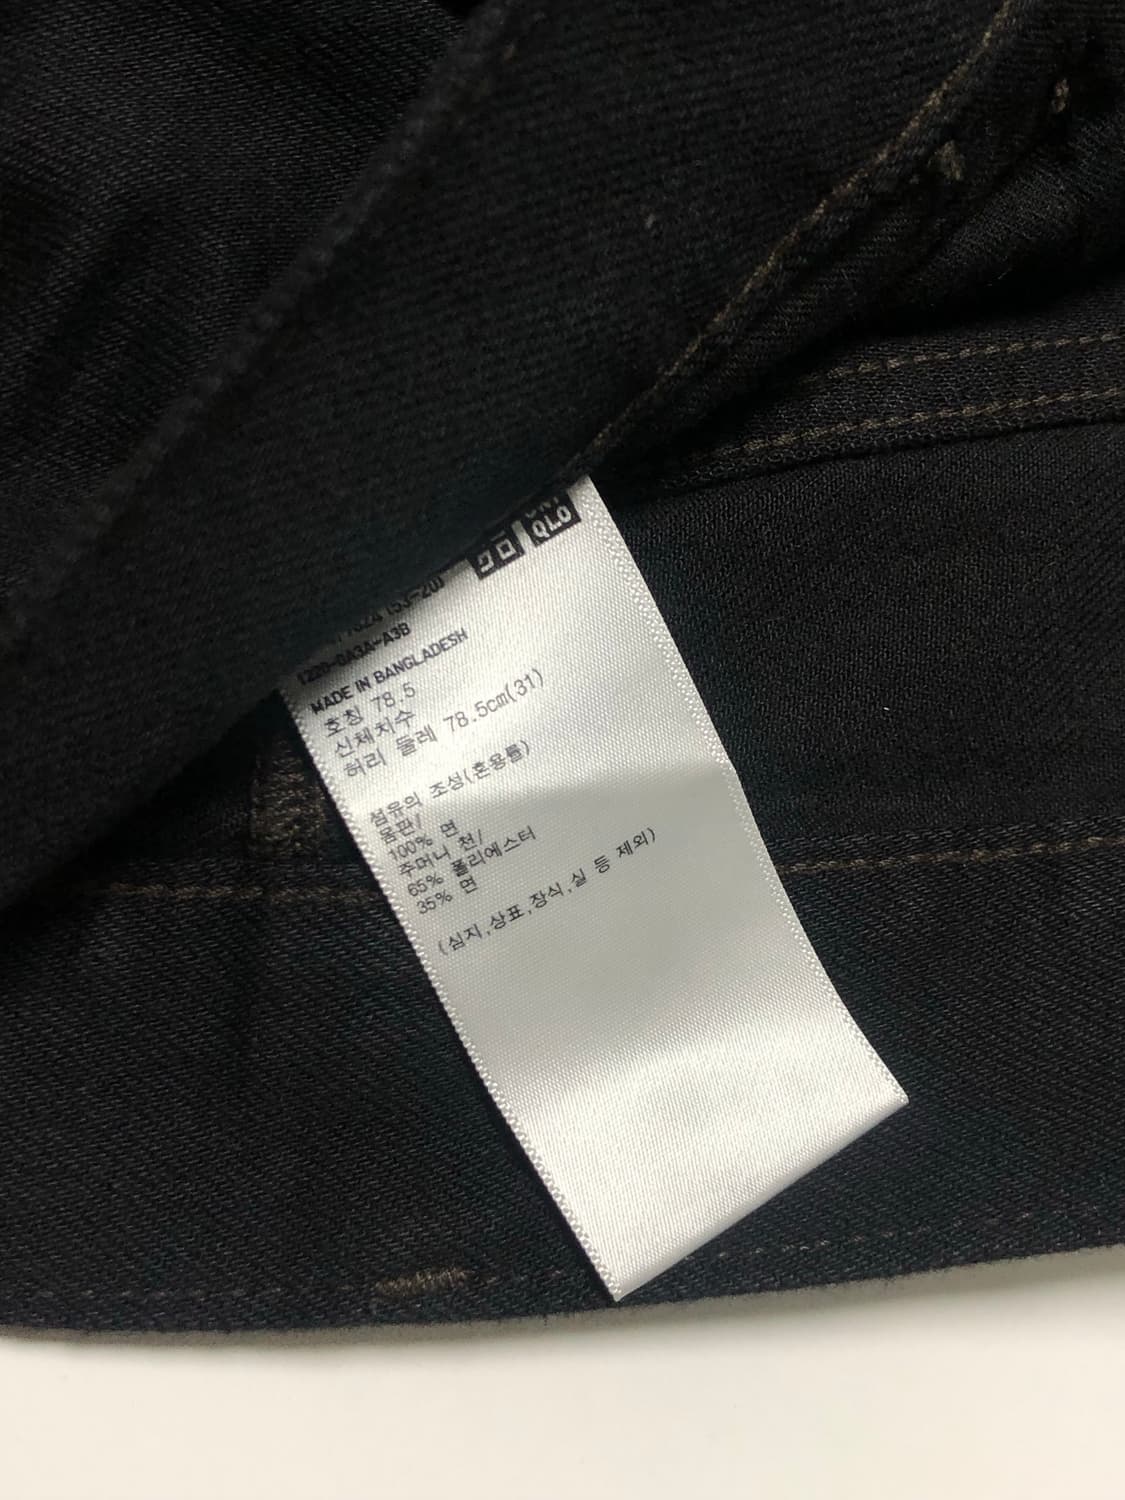 QLO
MADE IN BANGLADESH
호칭 78.5
신체치수
허리 둘레 78.5cm(31)
섬유의 조성(혼용률)
몸판/
100% 면
주머니 천/
65% 폴리에스터
35% 면
(심지,상표,장식,실 등 제외)